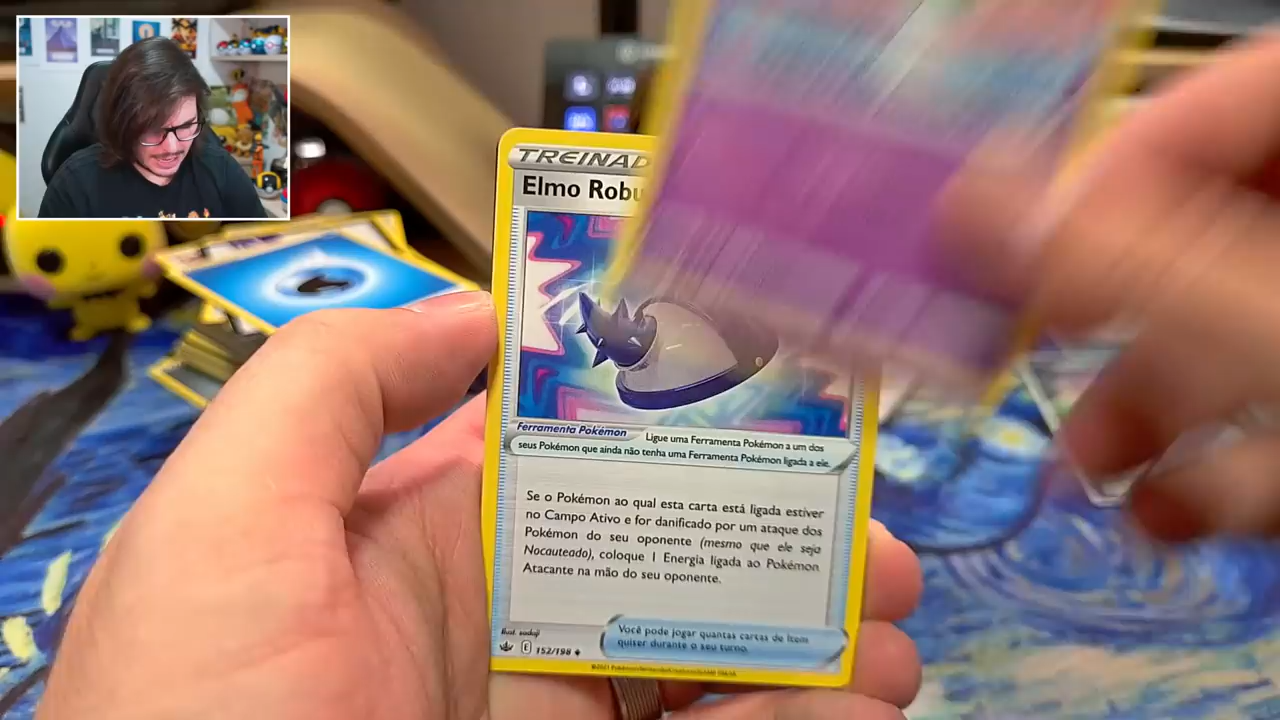 TREINAD
Elmo Robu
Ferramenta Pokémon
Ligue uma Ferramenta Pokémon a um dos
seus Pokémon que ainda não tenha uma Ferramenta Pokémon ligada a ele.
Se o Pokémon ao qual esta carta está ligada estiver
no Campo Ativo e for danificado por um ataque dos
Pokémon do seu oponente (mesmo que ele seja
Nocauteado), coloque 1 Energia ligada ao Pokémon
Atacante na mão do seu oponente.
Você pode jogar quantas cartas de Item
quiser durante o seu turno.
Illust. sadaji
E 152/198